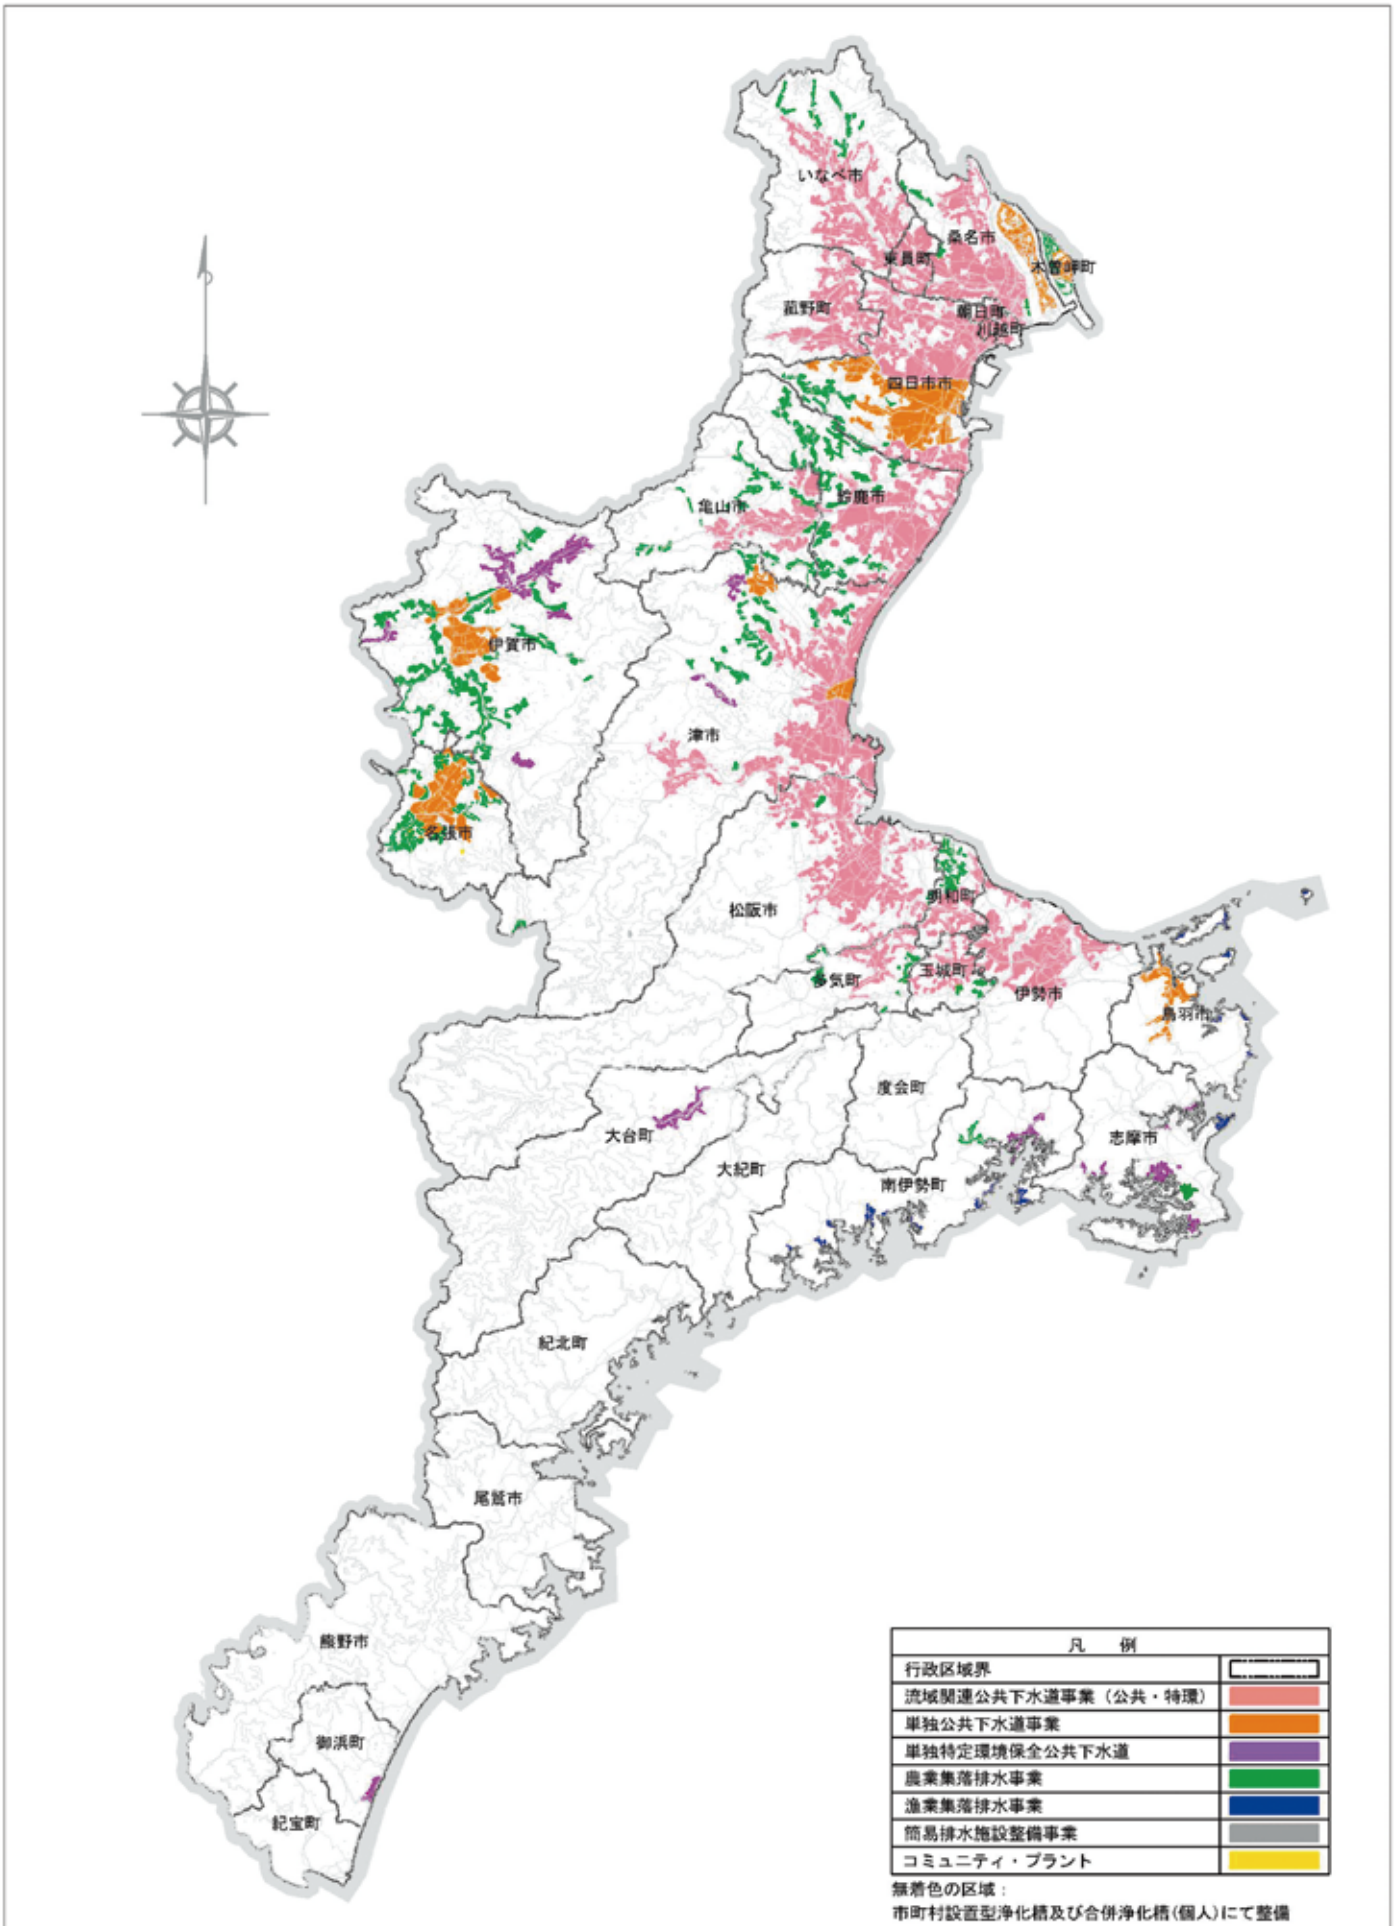 いなべ市
桑名市
東員町
木曽岬町
菰野町
朝日町
川越町
四日市市
鈴鹿市
亀山市
伊賀市
津市
名張市
松阪市
明和町
多気町
玉城町
伊勢市
鳥羽市
度会町
大台町
志摩市
大紀町
南伊勢町
紀北町
尾鷲市
熊野市
御浜町
紀宝町
凡 例
行政区域界
流域関連公共下水道事業（公共・特環）
単独公共下水道事業
単独特定環境保全公共下水道
農業集落排水事業
漁業集落排水事業
簡易排水施設整備事業
コミュニティ・プラント
無着色の区域：
市町村設置型浄化槽及び合併浄化槽(個人)にて整備